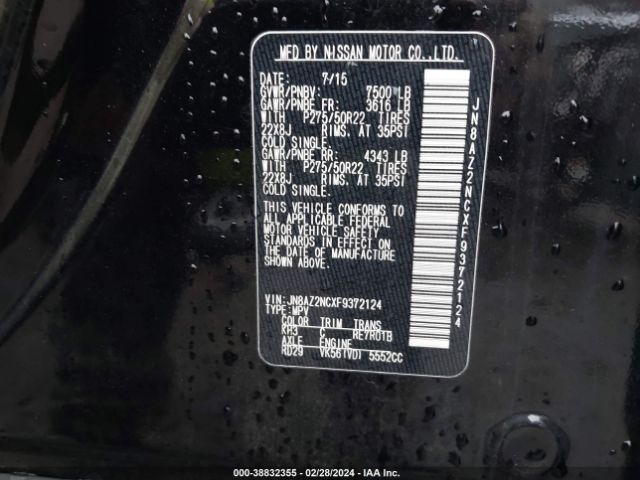 MFD BY NISSAN MOTOR CO.,LTD.
DATE: 7/15
GVWR/PNBV: 7500 LB
GAWR/PNBE FR: 3616 LB
WITH P275/50R22 TIRES
22X8J RIMS. AT 35PSI
COLD SINGLE.
GAWR/PNBE RR: 4343 LB
WITH P275/50R22 TIRES
22X8J RIMS. AT 35PSI
COLD SINGLE.
THIS VEHICLE CONFORMS TO
ALL APPLICABLE FEDERAL
MOTOR VEHICLE SAFETY
STANDARDS IN EFFECT ON
THE DATE OF MANUFACTURE
SHOWN ABOVE.
VIN: JN8AZ2NCXF9372124
TYPE: MPV
COLOR TRIM TRANS
KH3 C RE7R01B
AXLE ENGINE
RD29 VK56(VD) 5552CC
JN8AZ2NCXF9372124
000-38832355 | 02/28/2024 | IAA Inc.